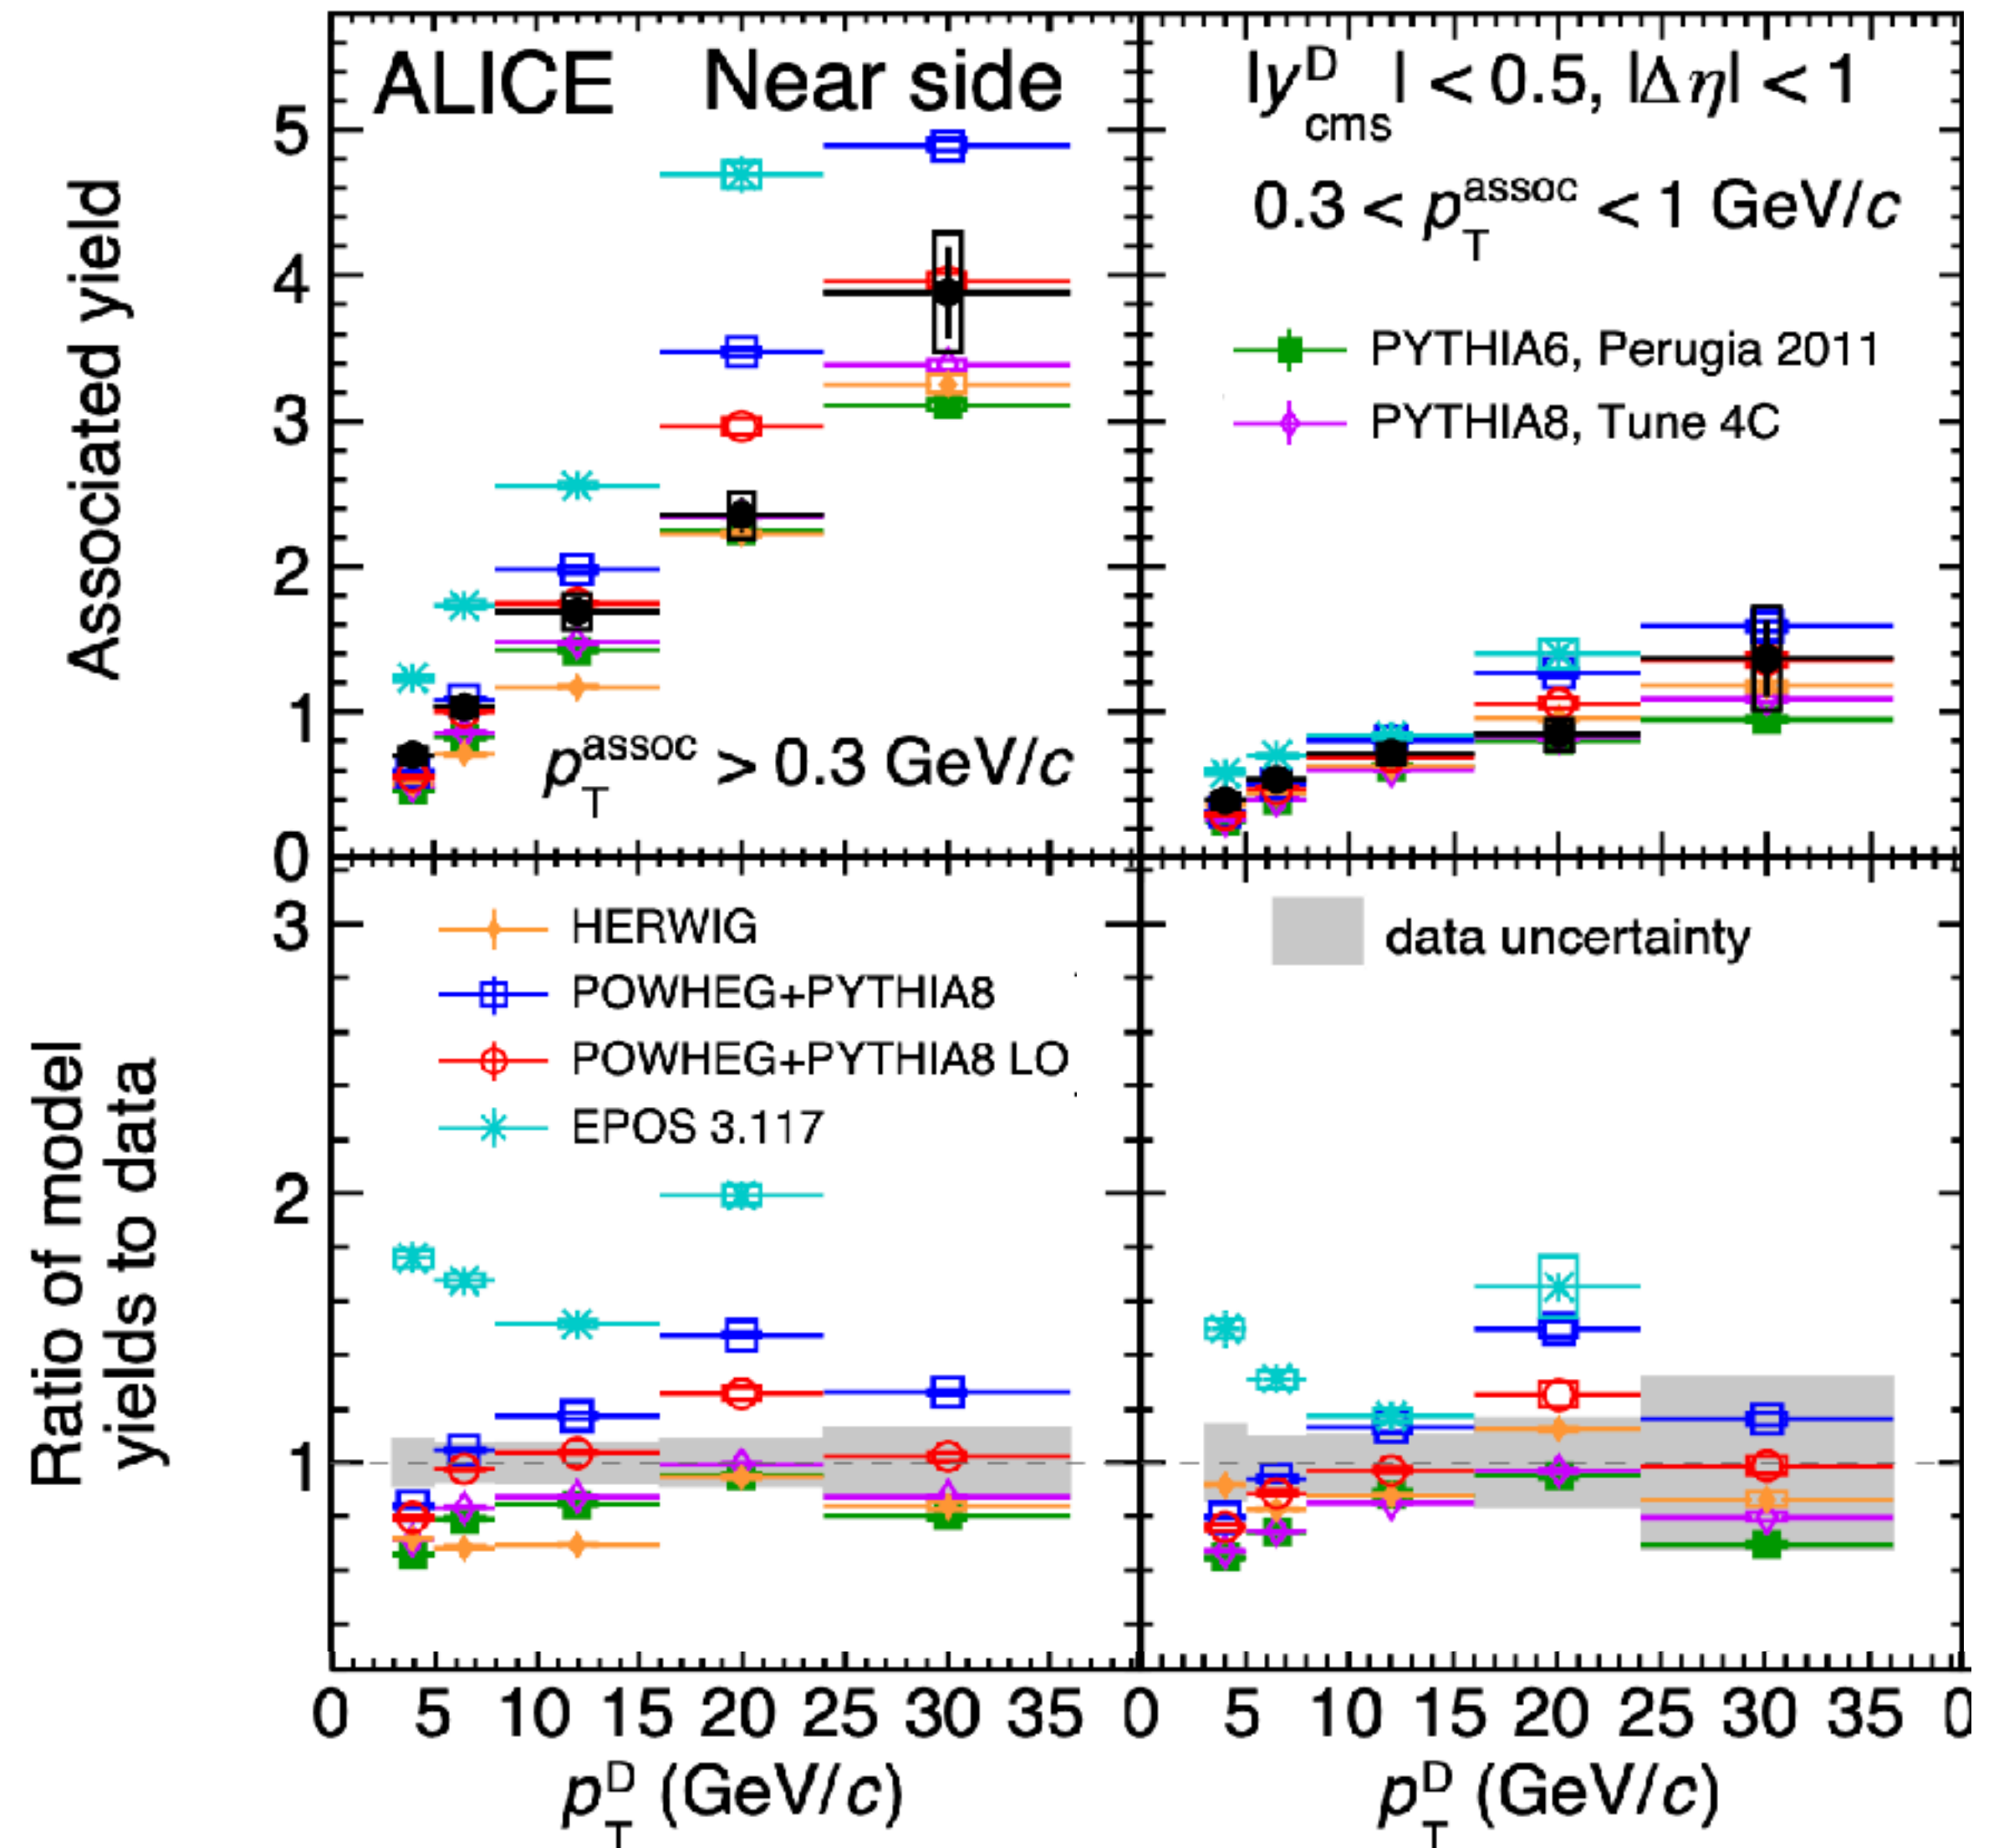 ALICE Near side
|y^D_cms| < 0.5, |Δη| < 1
0.3 < p_T^assoc < 1 GeV/c
PYTHIA6, Perugia 2011
PYTHIA8, Tune 4C
p_T^assoc > 0.3 GeV/c
Associated yield
5
4
3
2
1
0
HERWIG
POWHEG+PYTHIA8
POWHEG+PYTHIA8 LO
EPOS 3.117
data uncertainty
Ratio of model
yields to data
3
2
1
0 5 10 15 20 25 30 35 0 5 10 15 20 25 30 35 0
p_T^D (GeV/c)
p_T^D (GeV/c)